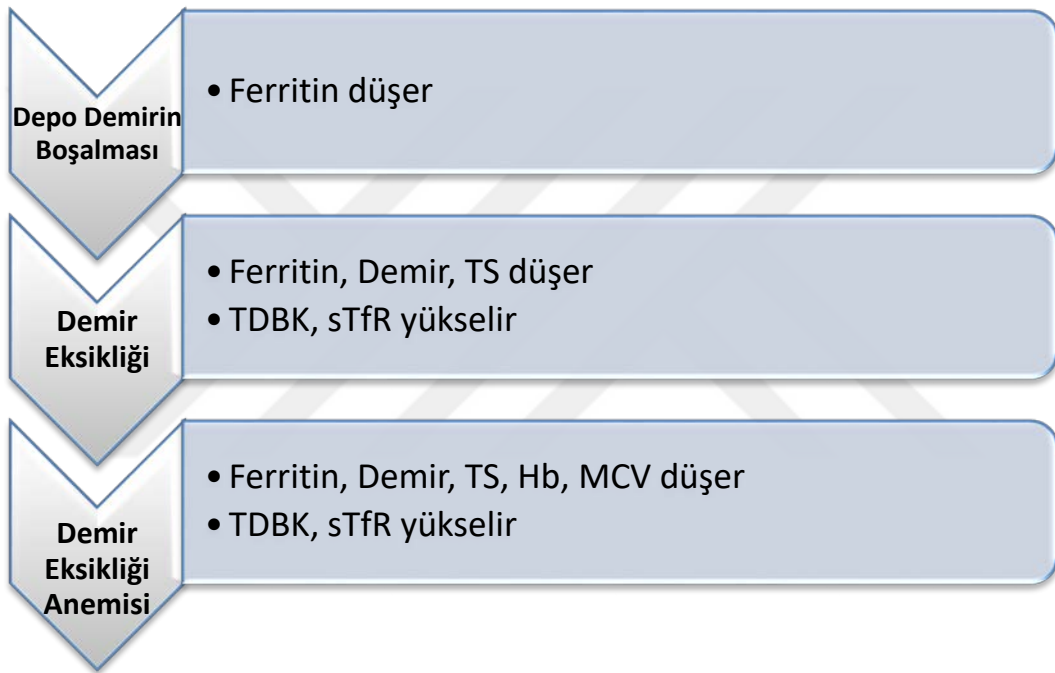 Depo Demirin
Boşalması
• Ferritin düşer
Demir
Eksikliği
• Ferritin, Demir, TS düşer
• TDBK, sTfR yükselir
Demir
Eksikliği
Anemisi
• Ferritin, Demir, TS, Hb, MCV düşer
• TDBK, sTfR yükselir